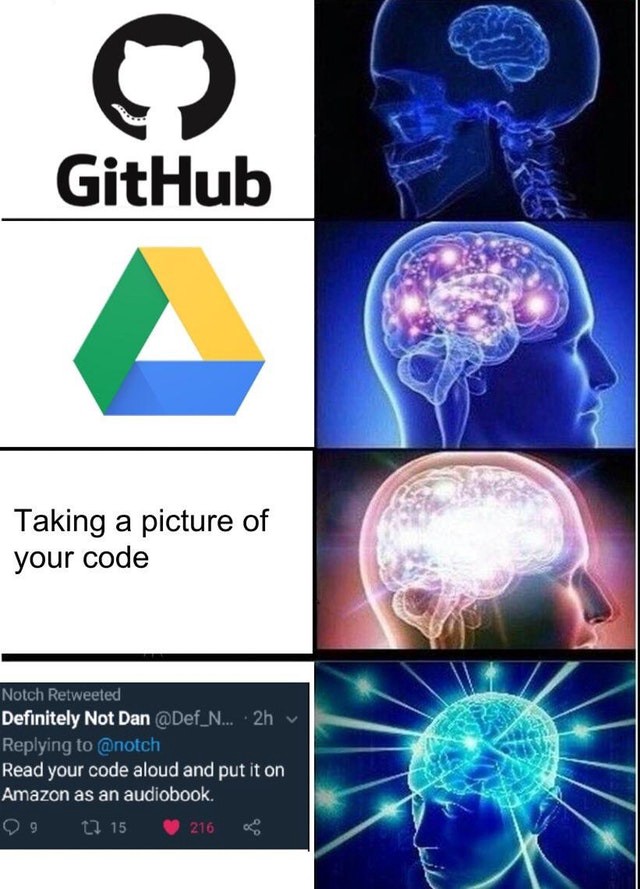 GitHub
Taking a picture of
your code
Notch Retweeted
Definitely Not Dan @Def_N... · 2h
Replying to @notch
Read your code aloud and put it on
Amazon as an audiobook.
9 15 216